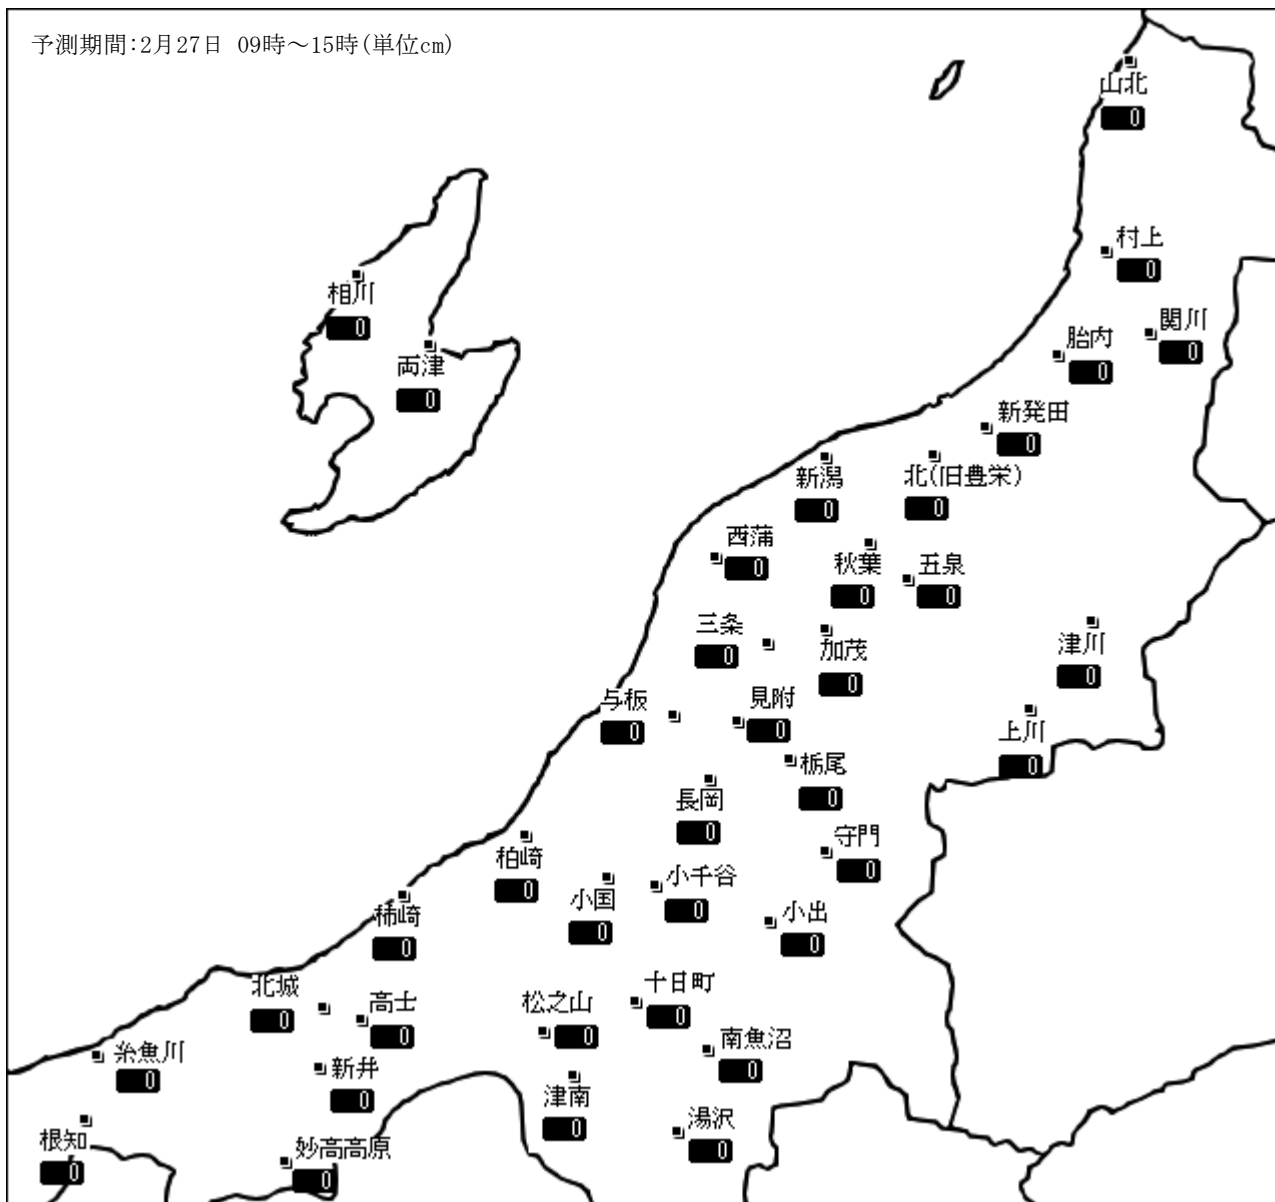 予測期間:2月27日 09時～15時(単位cm)
山北
0
村上
0
相川
0
関川
0
胎内
0
両津
0
新発田
0
新潟
0
北(旧豊栄)
0
西蒲
0
秋葉
0
五泉
0
三条
0
加茂
0
津川
0
与板
0
見附
0
上川
0
栃尾
0
長岡
0
守門
0
柏崎
0
小国
0
小千谷
0
小出
0
柿崎
0
北城
0
高士
0
松之山
0
十日町
0
南魚沼
0
糸魚川
0
新井
0
津南
0
湯沢
0
根知
0
妙高高原
0